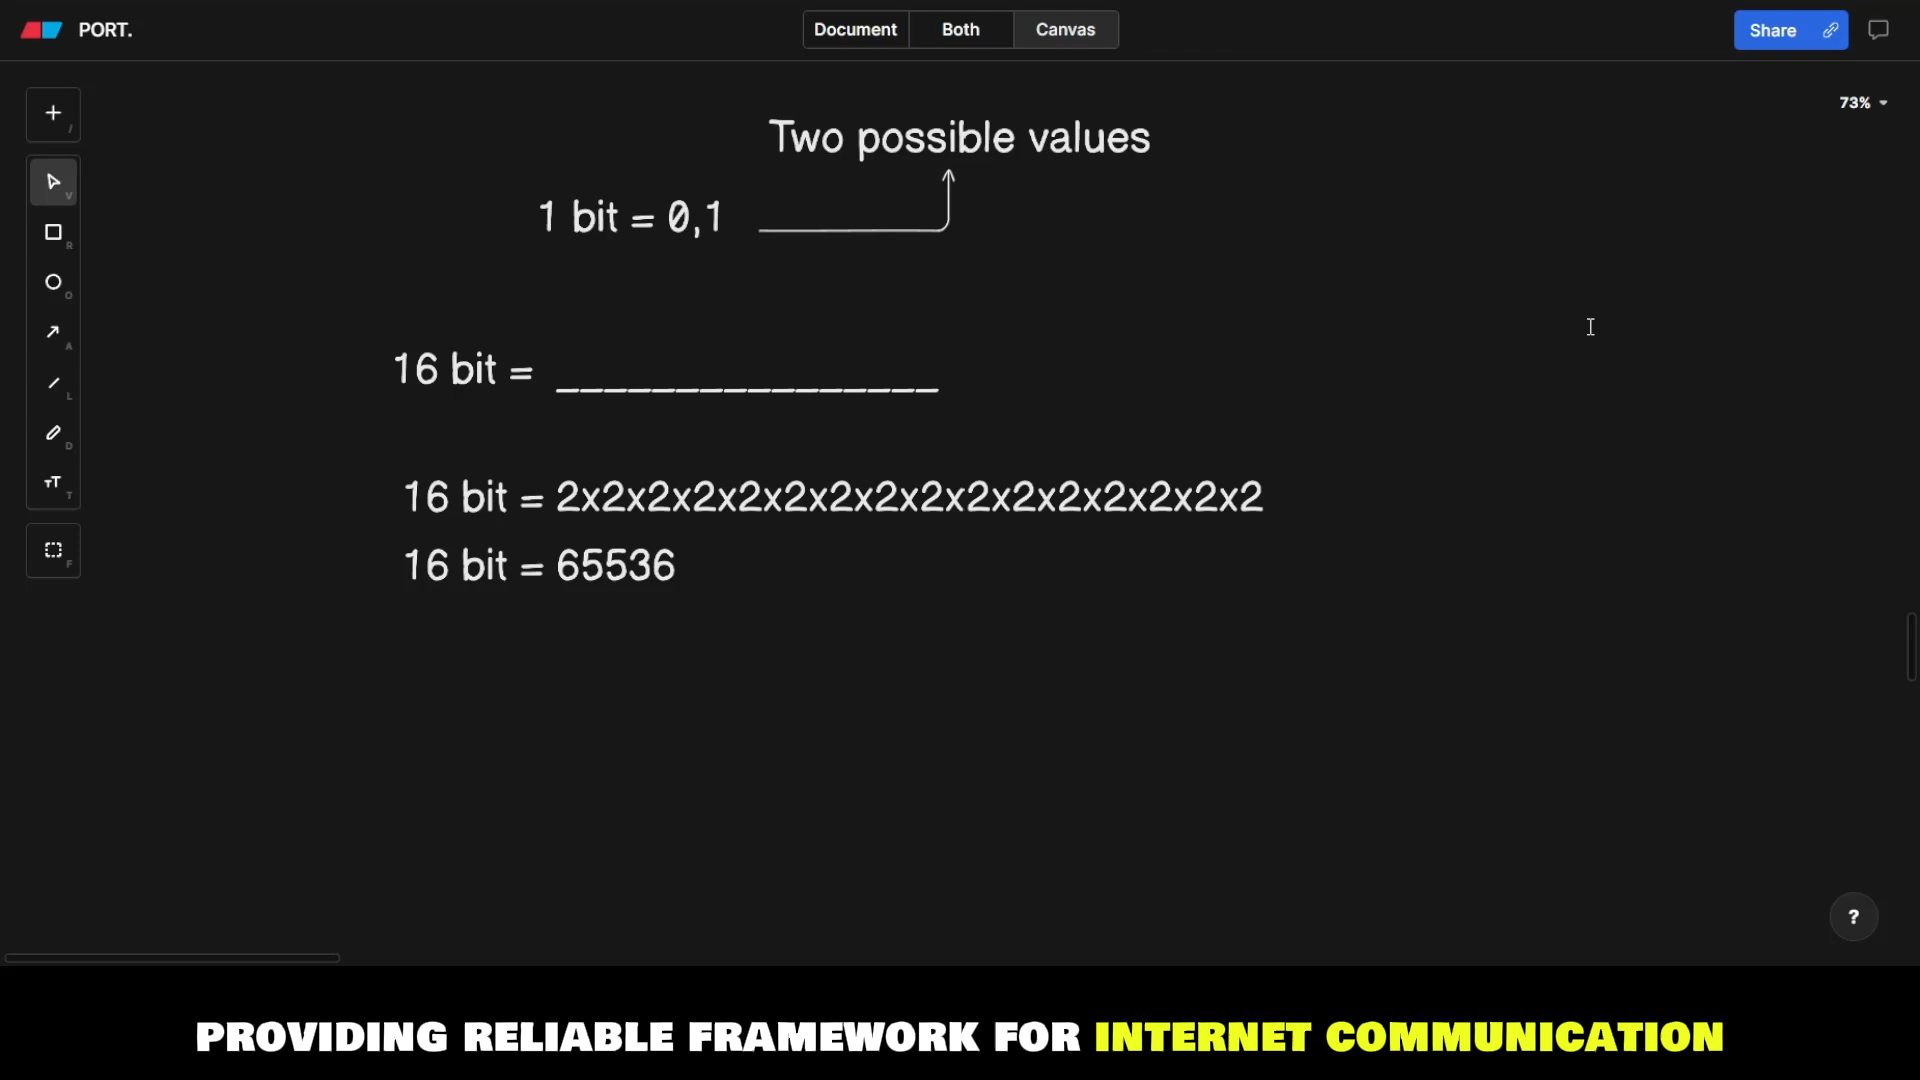 PORT.
Document Both Canvas
Share
73%
Two possible values
1 bit = 0,1
16 bit = ________________
16 bit = 2x2x2x2x2x2x2x2x2x2x2x2x2x2x2x2
16 bit = 65536
/
V
R
O
A
L
D
TT T
F
?
PROVIDING RELIABLE FRAMEWORK FOR INTERNET COMMUNICATION